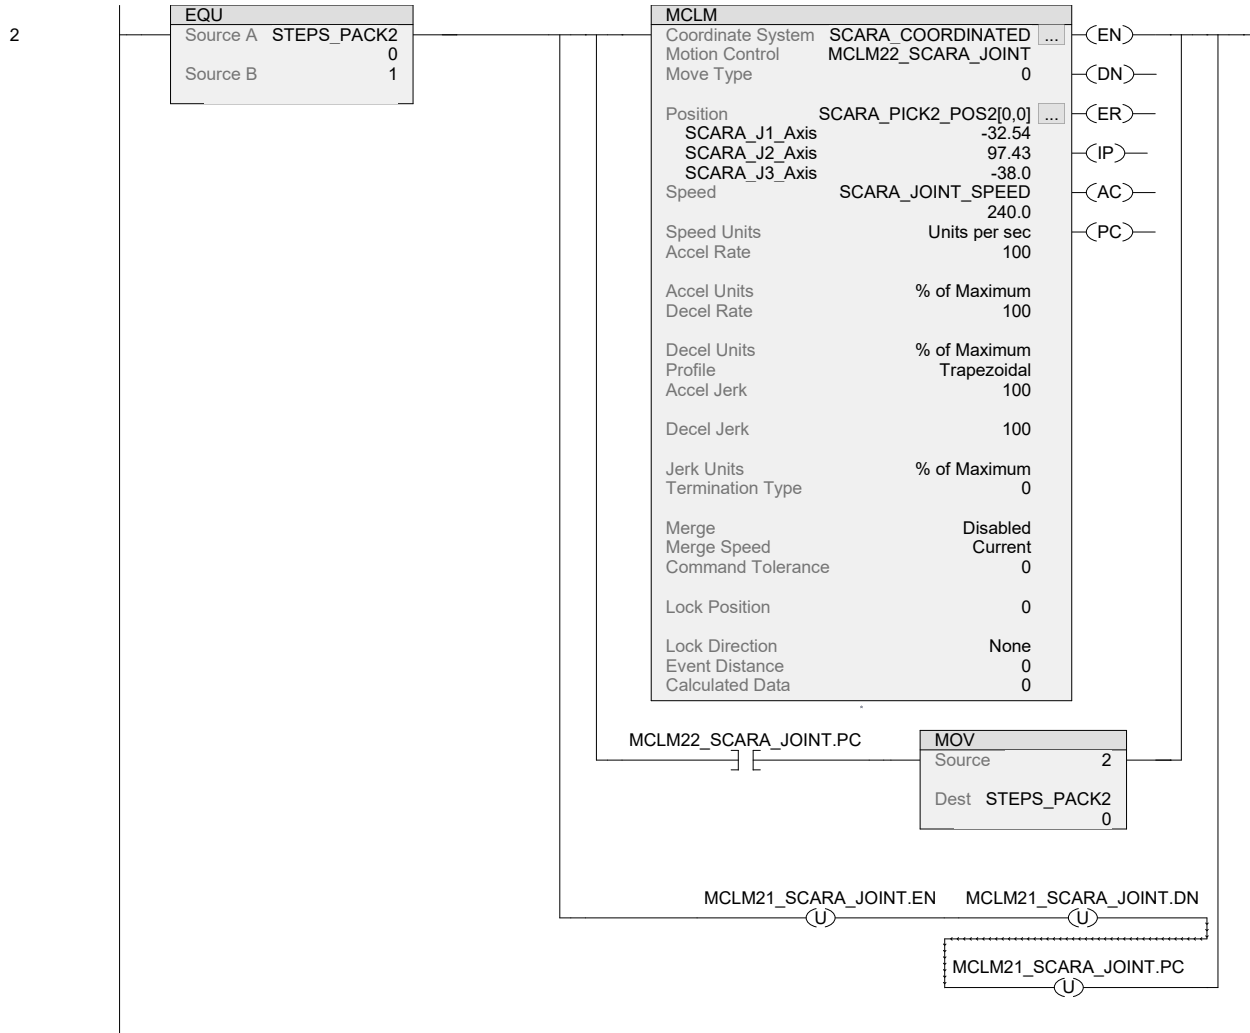 EQU
MCLM
2
Source A STEPS_PACK2
Coordinate System SCARA_COORDINATED ...
EN
0
Motion Control MCLM22_SCARA_JOINT
Source B 1
Move Type 0
DN
Position SCARA_PICK2_POS2[0,0] ...
ER
SCARA_J1_Axis -32.54
SCARA_J2_Axis 97.43
IP
SCARA_J3_Axis -38.0
Speed SCARA_JOINT_SPEED
AC
240.0
Speed Units Units per sec
PC
Accel Rate 100
Accel Units % of Maximum
Decel Rate 100
Decel Units % of Maximum
Profile Trapezoidal
Accel Jerk 100
Decel Jerk 100
Jerk Units % of Maximum
Termination Type 0
Merge Disabled
Merge Speed Current
Command Tolerance 0
Lock Position 0
Lock Direction None
Event Distance 0
Calculated Data 0
MCLM22_SCARA_JOINT.PC
MOV
Source 2
Dest STEPS_PACK2
0
MCLM21_SCARA_JOINT.EN MCLM21_SCARA_JOINT.DN
U U
MCLM21_SCARA_JOINT.PC
U